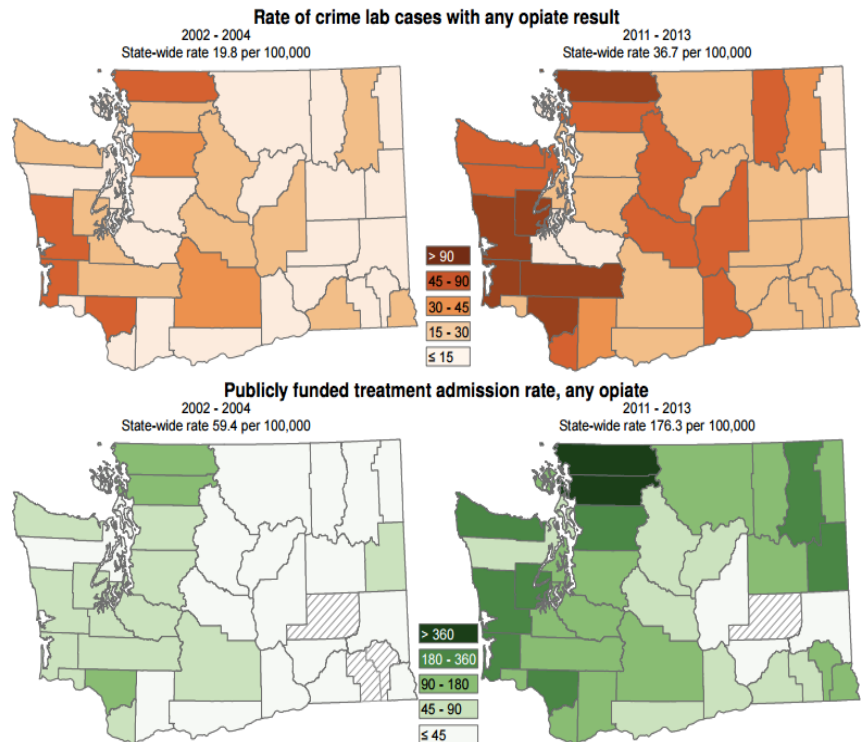 Rate of crime lab cases with any opiate result
2002 - 2004
State-wide rate 19.8 per 100,000
2011 - 2013
State-wide rate 36.7 per 100,000
> 90
45 - 90
30 - 45
15 - 30
≤ 15
Publicly funded treatment admission rate, any opiate
2002 - 2004
State-wide rate 59.4 per 100,000
2011 - 2013
State-wide rate 176.3 per 100,000
> 360
180 - 360
90 - 180
45 - 90
≤ 45